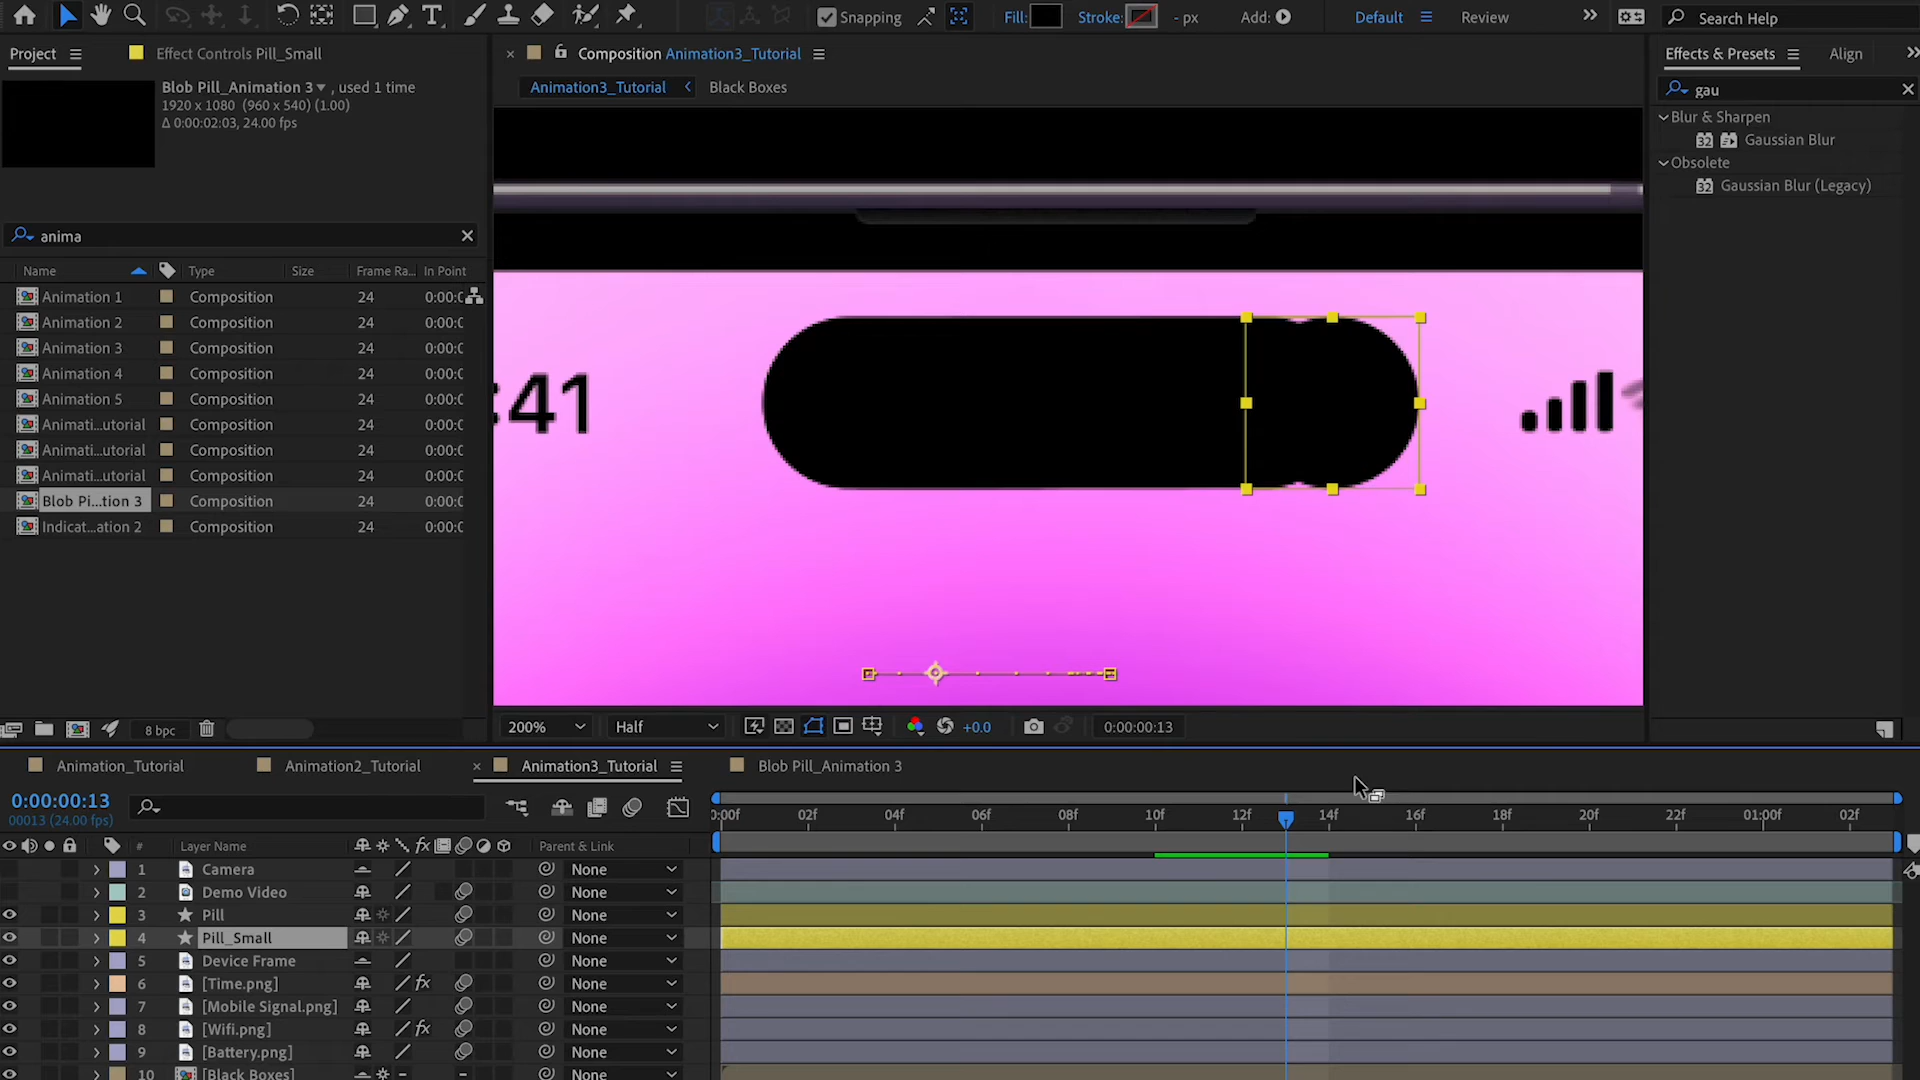 Snapping
Fill:
Stroke:
- px
Add:
Default
Review
Search Help
Project
Effect Controls Pill_Small
Composition Animation3_Tutorial
Effects & Presets
Align
Blob Pill_Animation 3 , used 1 time
1920 x 1080 (960 x 540) (1.00)
Δ 0:00:02:03, 24.00 fps
Animation3_Tutorial
Black Boxes
gau
Blur & Sharpen
32 Gaussian Blur
Obsolete
32 Gaussian Blur (Legacy)
anima
Name Type Size Frame Ra... In Point
Animation 1 Composition 24 0:00:0
Animation 2 Composition 24 0:00:0
Animation 3 Composition 24 0:00:0
Animation 4 Composition 24 0:00:0
Animation 5 Composition 24 0:00:0
Animati...utorial Composition 24 0:00:0
Animati...utorial Composition 24 0:00:0
Animati...utorial Composition 24 0:00:0
Blob Pi...tion 3 Composition 24 0:00:0
Indicat...ation 2 Composition 24 0:00:0
:41
8 bpc
200% Half +0.0 0:00:00:13
Animation_Tutorial
Animation2_Tutorial
Animation3_Tutorial
Blob Pill_Animation 3
0:00:00:13
00013 (24.00 fps)
0:00f 02f 04f 06f 08f 10f 12f 14f 16f 18f 20f 22f 01:00f 02f
# Layer Name fx Parent & Link
1 Camera None
2 Demo Video None
3 Pill None
4 Pill_Small None
5 Device Frame None
6 [Time.png] fx None
7 [Mobile Signal.png] None
8 [Wifi.png] fx None
9 [Battery.png] None
10 [Black Boxes] None